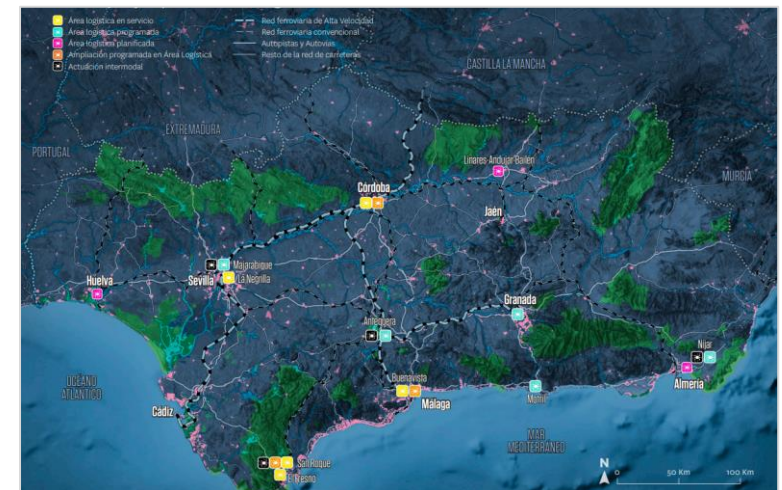 Área logística en servicio
Área logística programada
Área logística planificada
Ampliación programada en Área Logística
Actuación intermodal
Red ferroviaria de Alta Velocidad
Red ferroviaria convencional
Autopistas y Autovías
Resto de la red de carreteras
CASTILLA LA MANCHA
EXTREMADURA
PORTUGAL
MURCIA
Linares-Andújar-Bailén
Córdoba
Jaén
Majarabique
Sevilla
La Negrilla
Huelva
Granada
Antequera
Níjar
OCÉANO
ATLÁNTICO
Buenavista
Almería
Motril
Cádiz
Málaga
MAR
MEDITERRÁNEO
San Roque
El Fresno
N
0 50 Km 100 Km